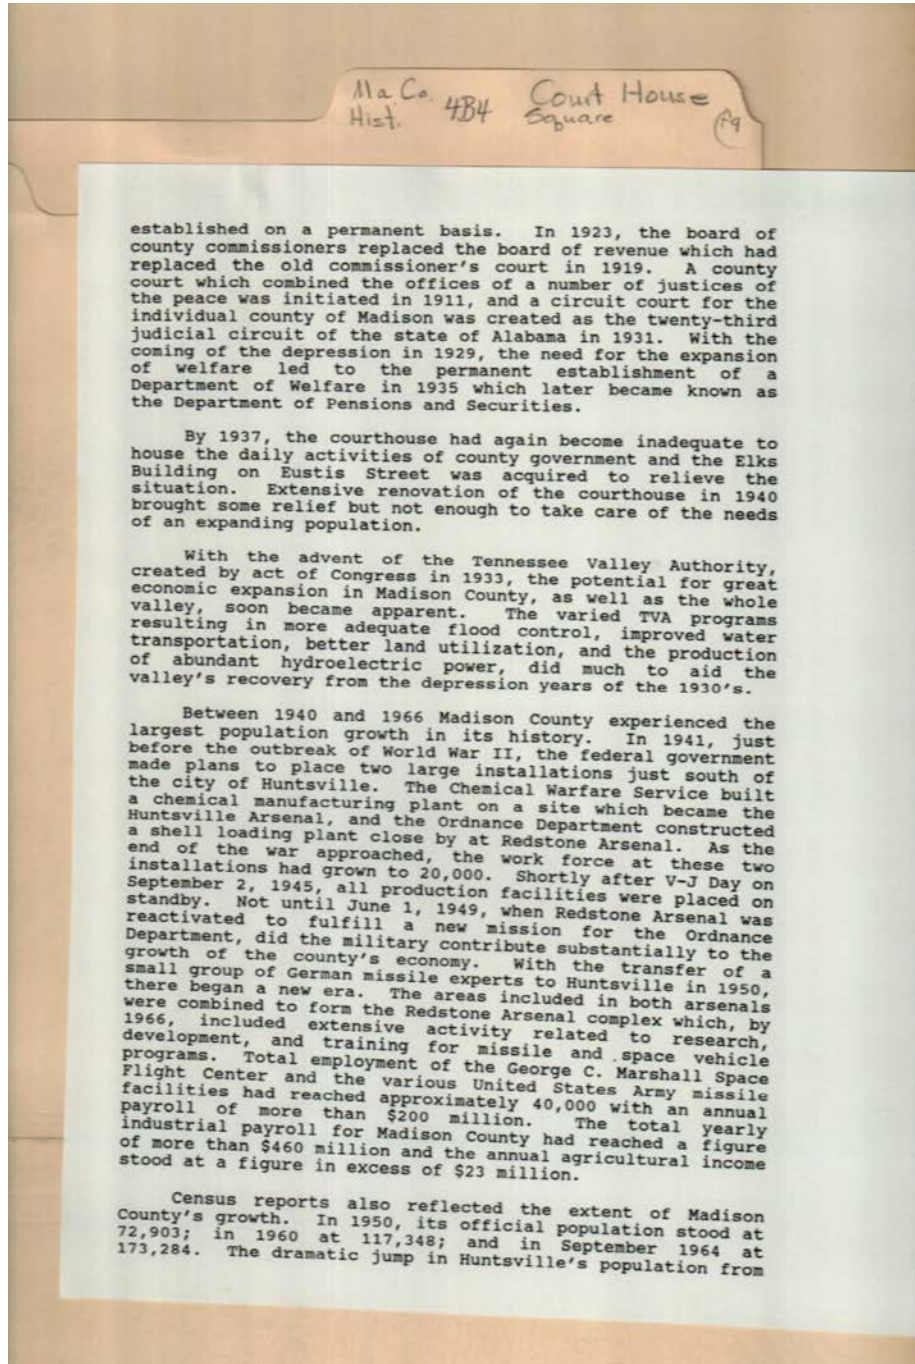 Ma. Co. 4B4 Court House
Hist. Square
established on a permanent basis. In 1923, the board of
county commissioners replaced the board of revenue which had
replaced the old commissioner's court in 1919. A county
court which combined the offices of a number of justices of
the peace was initiated in 1911, and a circuit court for the
individual county of Madison was created as the twenty-third
judicial circuit of the state of Alabama in 1931. With the
coming of the depression in 1929, the need for the expansion
of welfare led to the permanent establishment of a
Department of Welfare in 1935 which later became known as
the Department of Pensions and Securities.
By 1937, the courthouse had again become inadequate to
house the daily activities of county government and the Elks
Building on Eustis Street was acquired to relieve the
situation. Extensive renovation of the courthouse in 1940
brought some relief but not enough to take care of the needs
of an expanding population.
With the advent of the Tennessee Valley Authority,
created by act of Congress in 1933, the potential for great
economic expansion in Madison County, as well as the whole
valley, soon became apparent. The varied TVA programs
resulting in more adequate flood control, improved water
transportation, better land utilization, and the production
of abundant hydroelectric power, did much to aid the
valley's recovery from the depression years of the 1930's.
Between 1940 and 1966 Madison County experienced the
largest population growth in its history. In 1941, just
before the outbreak of World War II, the federal government
made plans to place two large installations just south of
the city of Huntsville. The Chemical Warfare Service built
a chemical manufacturing plant on a site which became the
Huntsville Arsenal, and the Ordnance Department constructed
a shell loading plant close by at Redstone Arsenal. As the
end of the war approached, the work force at these two
installations had grown to 20,000. Shortly after V-J Day on
September 2, 1945, all production facilities were placed on
standby. Not until June 1, 1949, when Redstone Arsenal was
reactivated to fulfill a new mission for the Ordnance
Department, did the military contribute substantially to the
growth of the county's economy. With the transfer of a
small group of German missile experts to Huntsville in 1950,
there began a new era. The areas included in both arsenals
were combined to form the Redstone Arsenal complex which, by
1966, included extensive activity related to research,
development, and training for missile and space vehicle
programs. Total employment of the George C. Marshall Space
Flight Center and the various United States Army missile
facilities had reached approximately 40,000 with an annual
payroll of more than $200 million. The total yearly
industrial payroll for Madison County had reached a figure
of more than $460 million and the annual agricultural income
stood at a figure in excess of $23 million.
Census reports also reflected the extent of Madison
County's growth. In 1950, its official population stood at
72,903; in 1960 at 117,348; and in September 1964 at
173,284. The dramatic jump in Huntsville's population from